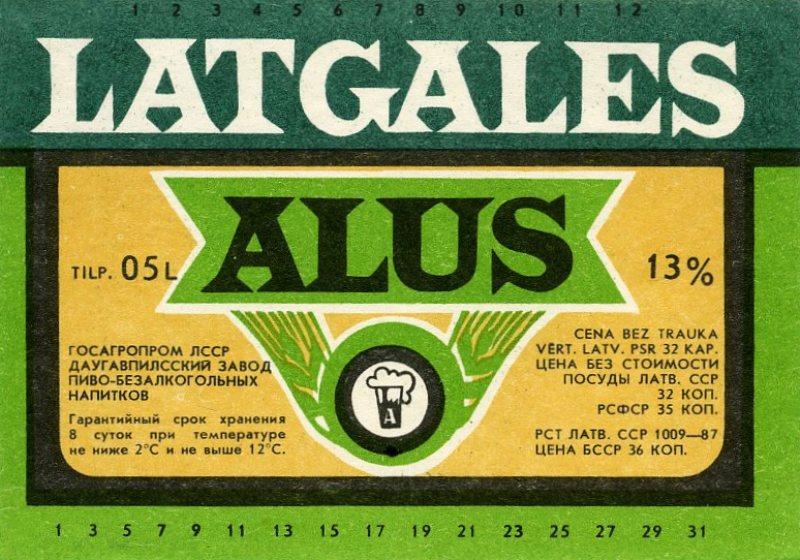 1 2 3 4 5 6 7 8 9 10 11 12
LATGALES
ALUS
TILP. 05L
13%
ГОСАГРОПРОМ ЛССР
ДАУГАВПИЛССКИЙ ЗАВОД
ПИВО-БЕЗАЛКОГОЛЬНЫХ
НАПИТКОВ
Гарантийный срок хранения
8 суток при температуре
не ниже 2°С и не выше 12°С.
A
CENA BEZ TRAUKA
VĒRT. LATV. PSR 32 KAP.
ЦЕНА БЕЗ СТОИМОСТИ
ПОСУДЫ ЛАТВ. ССР
32 КОП.
РСФСР 35 КОП.
РСТ ЛАТВ. ССР 1009—87
ЦЕНА БССР 36 КОП.
1 3 5 7 9 11 13 15 17 19 21 23 25 27 29 31